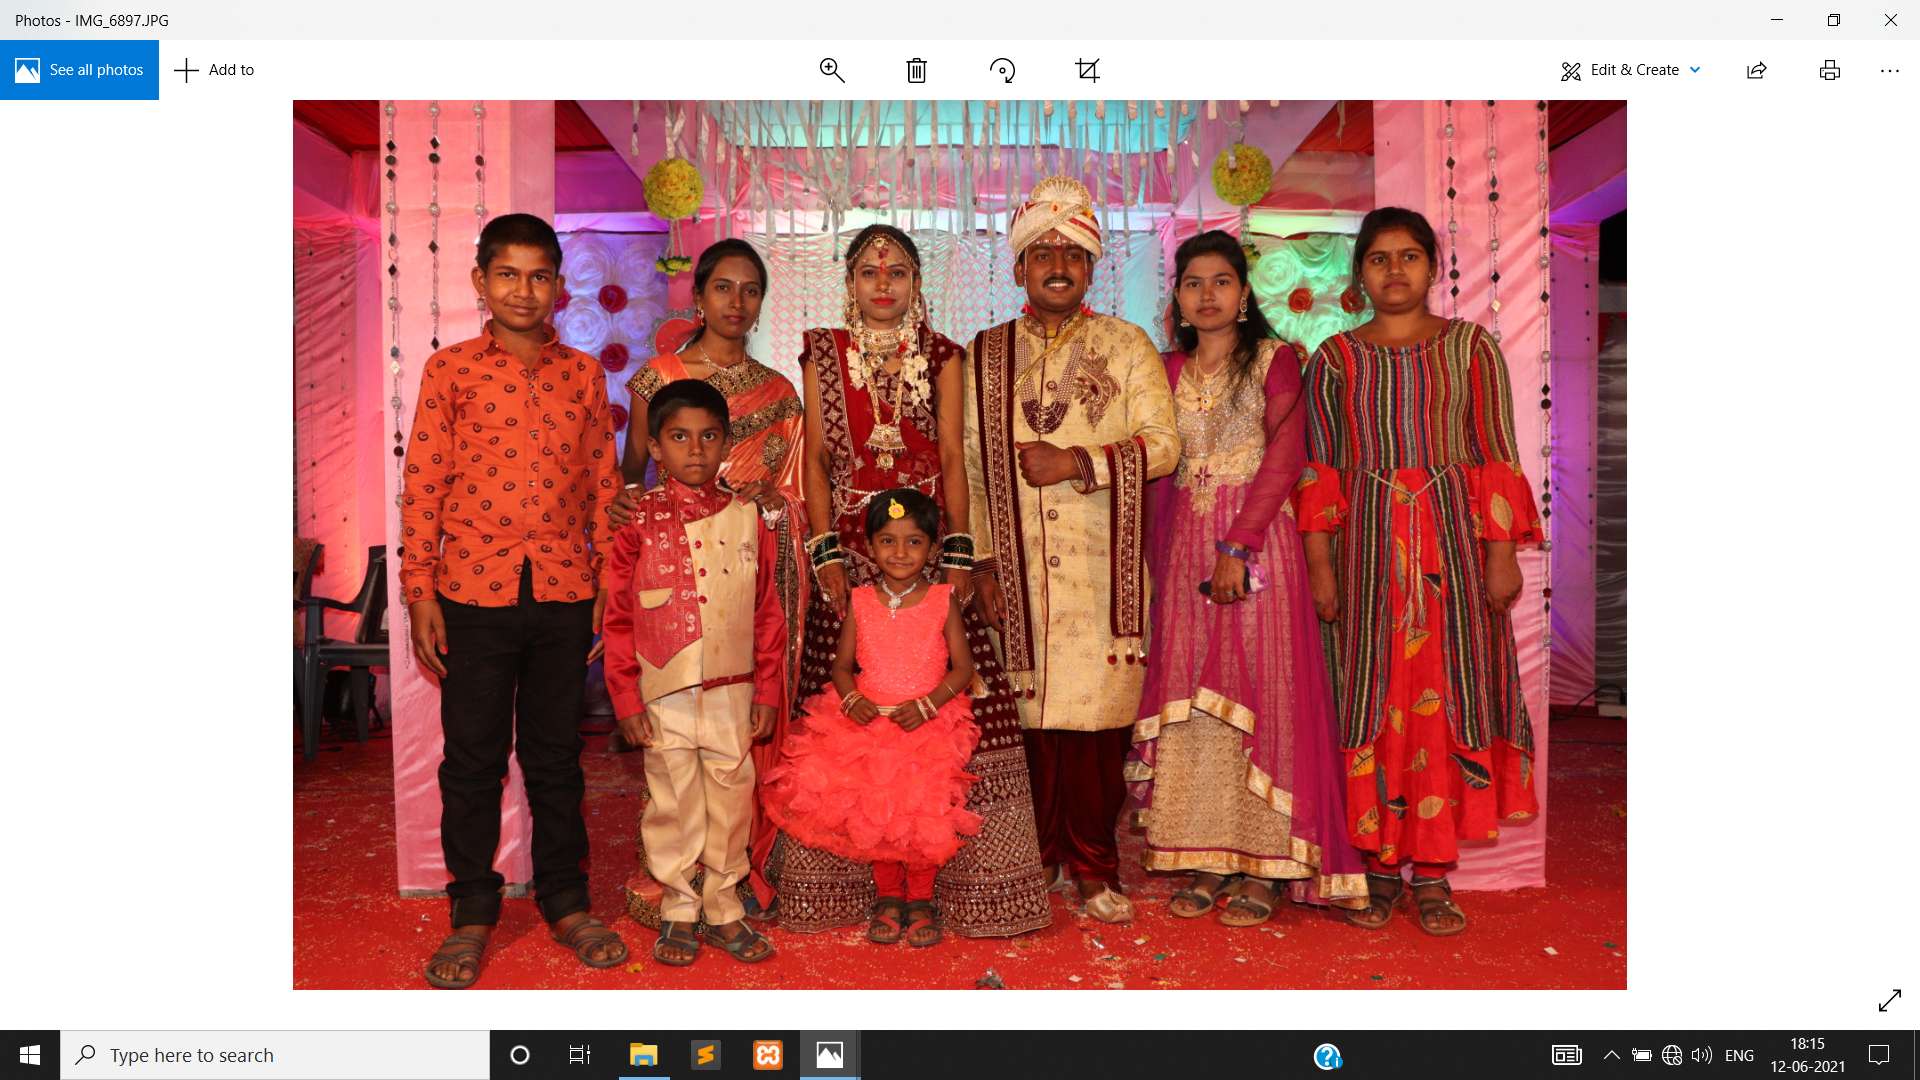 Photos - IMG_6897.JPG
See all photos
Add to
Edit & Create
Type here to search
ENG
18:15
12-06-2021